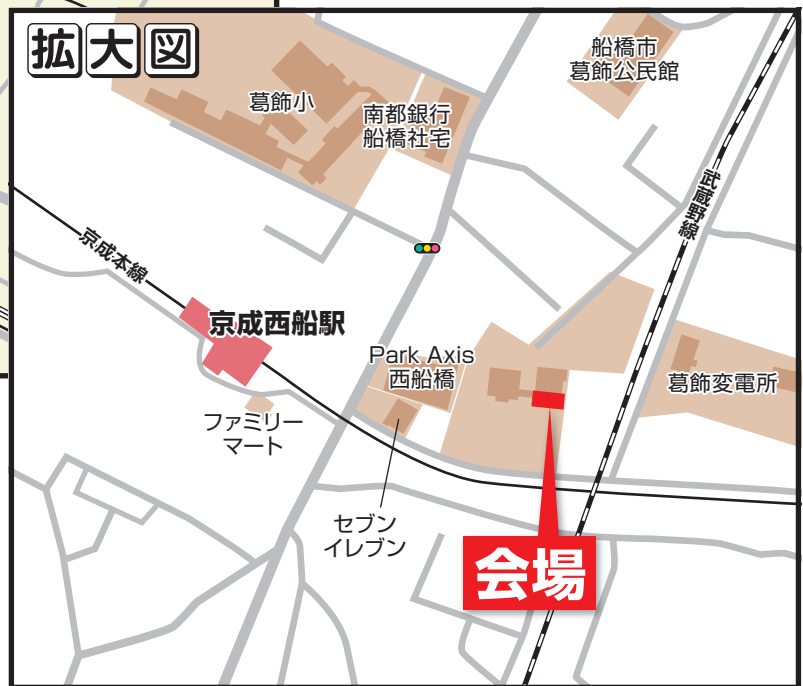 拡大図
船橋市
葛飾公民館
葛飾小
南都銀行
船橋社宅
武蔵野線
京成本線
京成西船駅
Park Axis
西船橋
葛飾変電所
ファミリー
マート
セブン
イレブン
会場